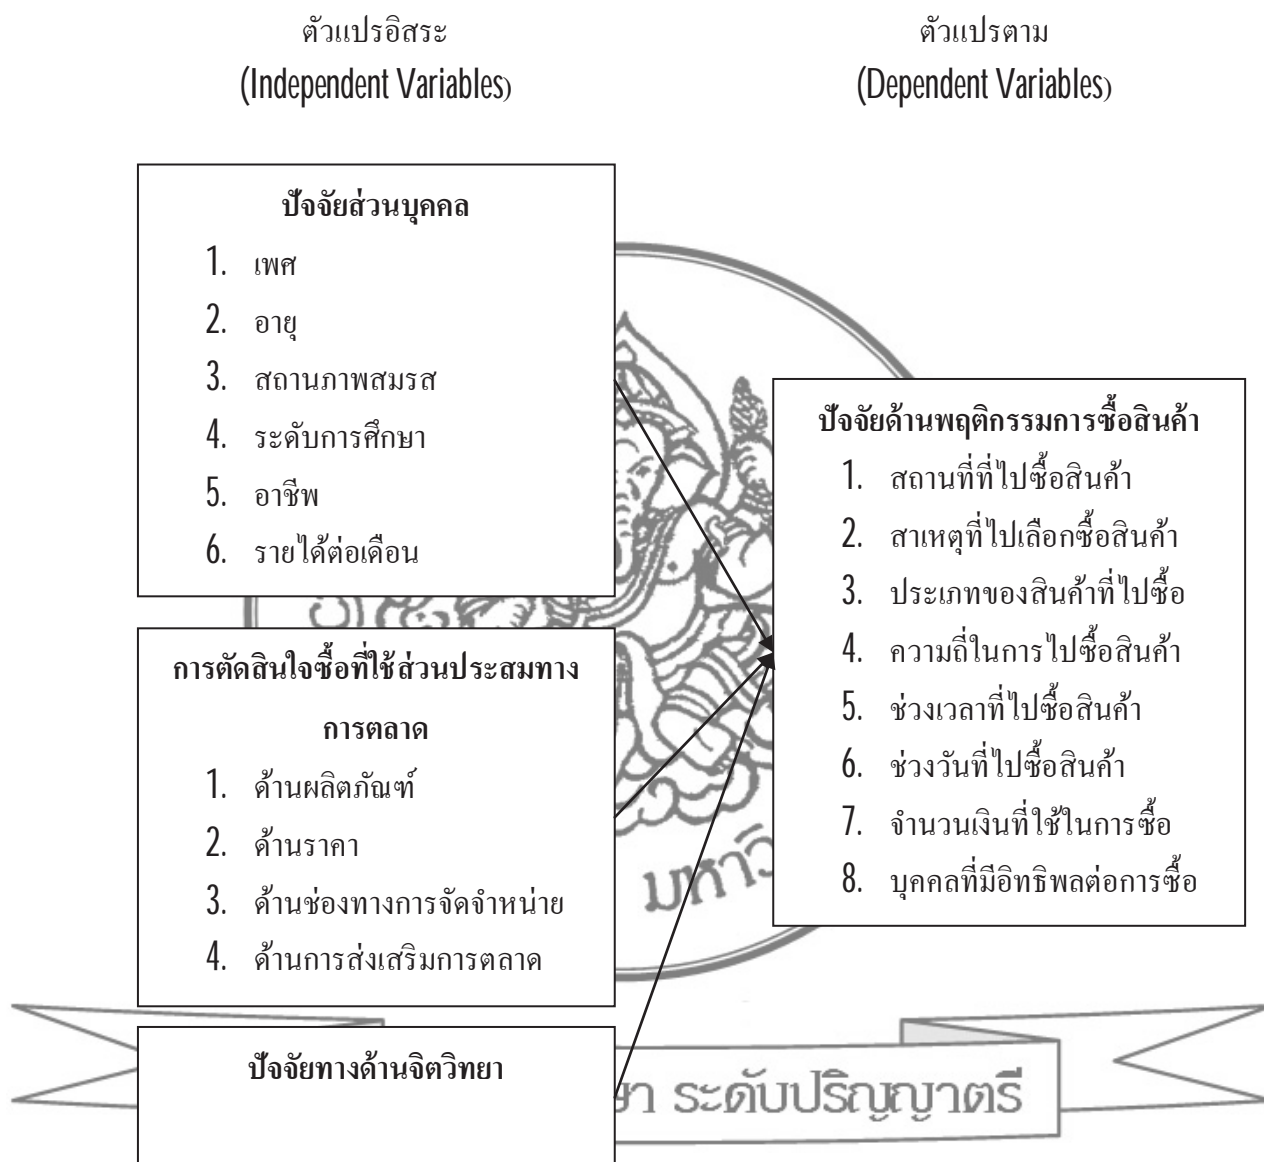 ตัวแปรอิสระ
(Independent Variables)
ตัวแปรตาม
(Dependent Variables)
ปัจจัยส่วนบุคคล
1. เพศ
2. อายุ
3. สถานภาพสมรส
4. ระดับการศึกษา
5. อาชีพ
6. รายได้ต่อเดือน
การตัดสินใจซื้อที่ใช้ส่วนประสมทาง
การตลาด
1. ด้านผลิตภัณฑ์
2. ด้านราคา
3. ด้านช่องทางการจัดจำหน่าย
4. ด้านการส่งเสริมการตลาด
ปัจจัยทางด้านจิตวิทยา
ปัจจัยด้านพฤติกรรมการซื้อสินค้า
1. สถานที่ที่ไปซื้อสินค้า
2. สาเหตุที่ไปเลือกซื้อสินค้า
3. ประเภทของสินค้าที่ไปซื้อ
4. ความถี่ในการไปซื้อสินค้า
5. ช่วงเวลาที่ไปซื้อสินค้า
6. ช่วงวันที่ไปซื้อสินค้า
7. จำนวนเงินที่ใช้ในการซื้อ
8. บุคคลที่มีอิทธิพลต่อการซื้อ
ระดับปริญญาตรี